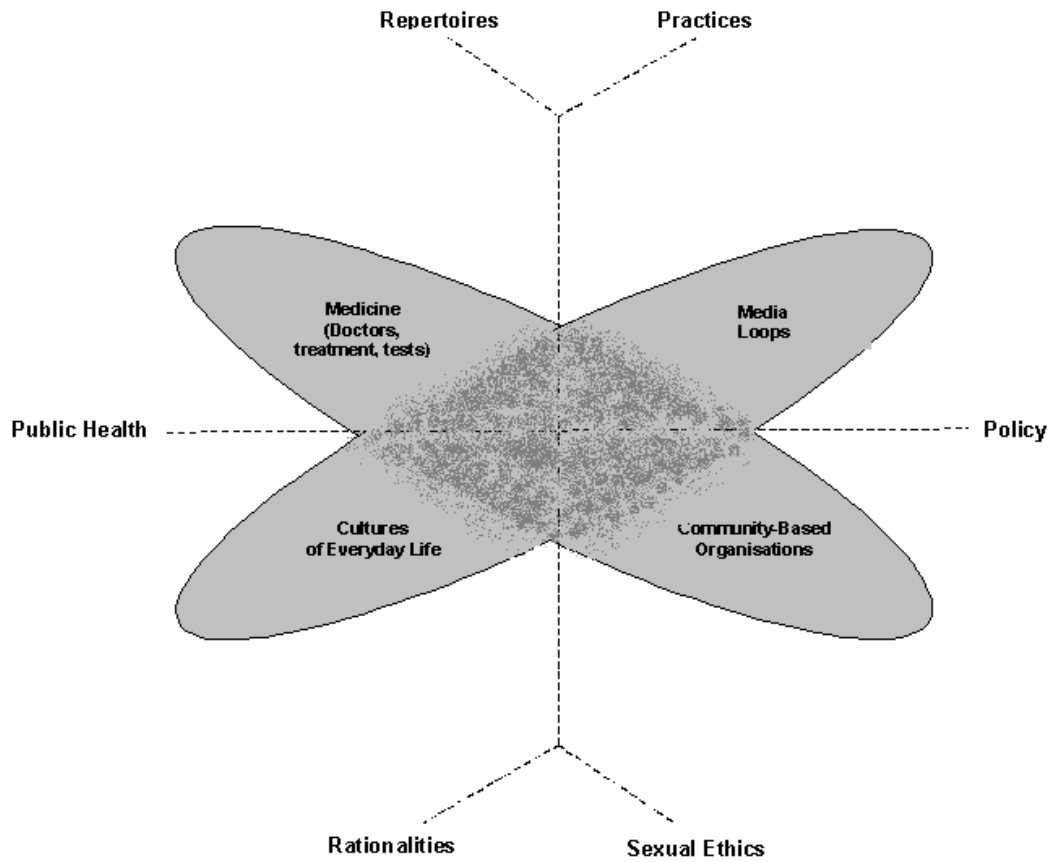 Repertoires
Practices
Medicine
(Doctors,
treatment, tests)
Media
Loops
Public Health
Policy
Cultures
of Everyday Life
Community-Based
Organisations
Rationalities
Sexual Ethics